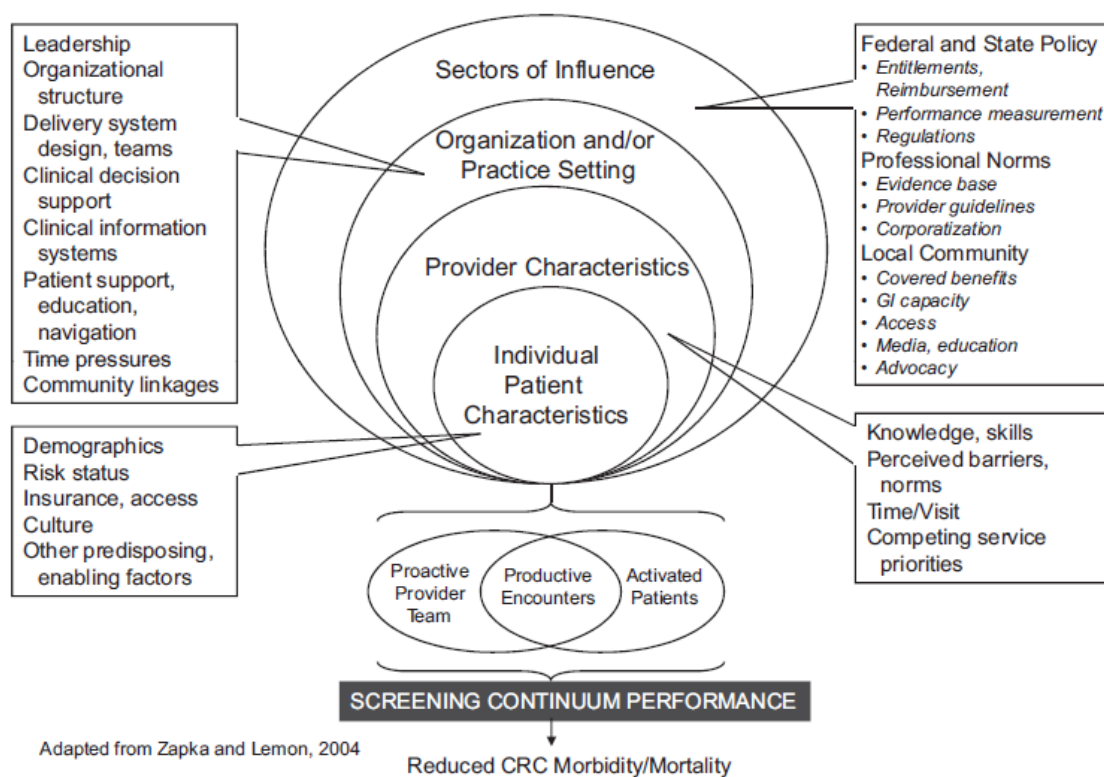 Leadership
Organizational
structure
Delivery system
design, teams
Clinical decision
support
Clinical information
systems
Patient support,
education,
navigation
Time pressures
Community linkages
Demographics
Risk status
Insurance, access
Culture
Other predisposing,
enabling factors
Sectors of Influence
Organization and/or
Practice Setting
Provider Characteristics
Individual
Patient
Characteristics
Federal and State Policy
• Entitlements,
Reimbursement
• Performance measurement
• Regulations
Professional Norms
• Evidence base
• Provider guidelines
• Corporatization
Local Community
• Covered benefits
• GI capacity
• Access
• Media, education
• Advocacy
Knowledge, skills
Perceived barriers,
norms
Time/Visit
Competing service
priorities
Proactive
Provider
Team
Productive
Encounters
Activated
Patients
SCREENING CONTINUUM PERFORMANCE
Adapted from Zapka and Lemon, 2004
Reduced CRC Morbidity/Mortality